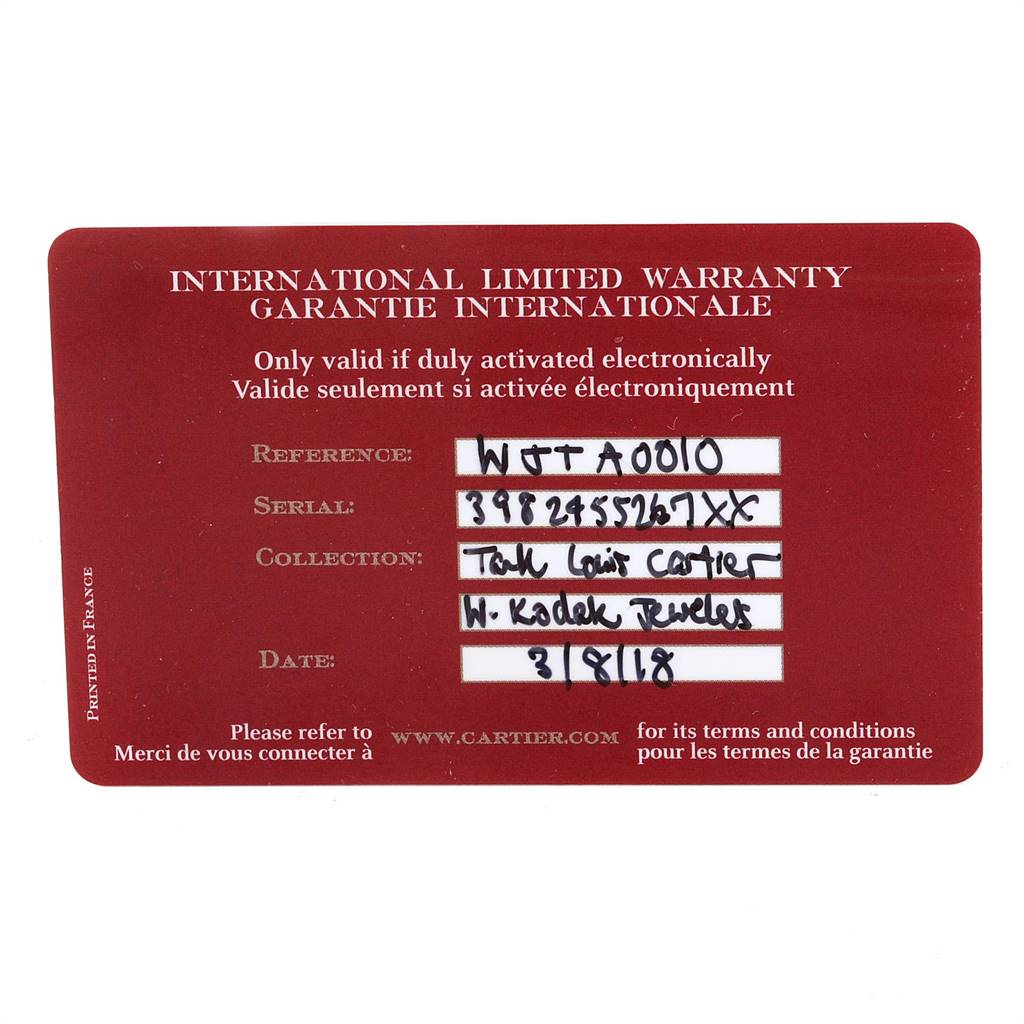 INTERNATIONAL LIMITED WARRANTY
GARANTIE INTERNATIONALE
Only valid if duly activated electronically
Valide seulement si activée électroniquement
REFERENCE: WJTA0010
SERIAL: 3982455267XX
COLLECTION: Tank Louis Cartier
W. Kodak Jewelers
DATE: 3/8/18
PRINTED IN FRANCE
Please refer to WWW.CARTIER.COM for its terms and conditions
Merci de vous connecter à pour les termes de la garantie